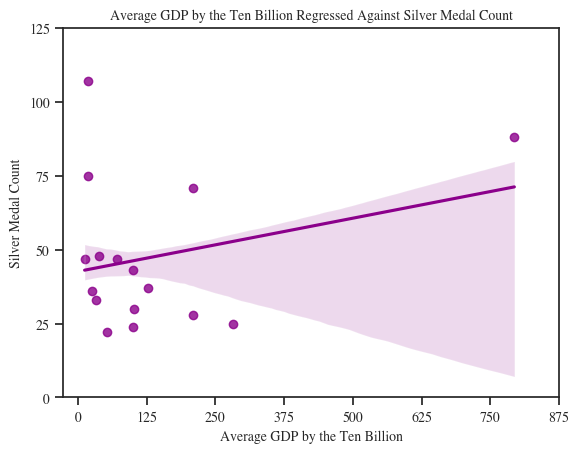 Average GDP by the Ten Billion Regressed Against Silver Medal Count
125
100
75
50
25
0
Silver Medal Count
0 125 250 375 500 625 750 875
Average GDP by the Ten Billion